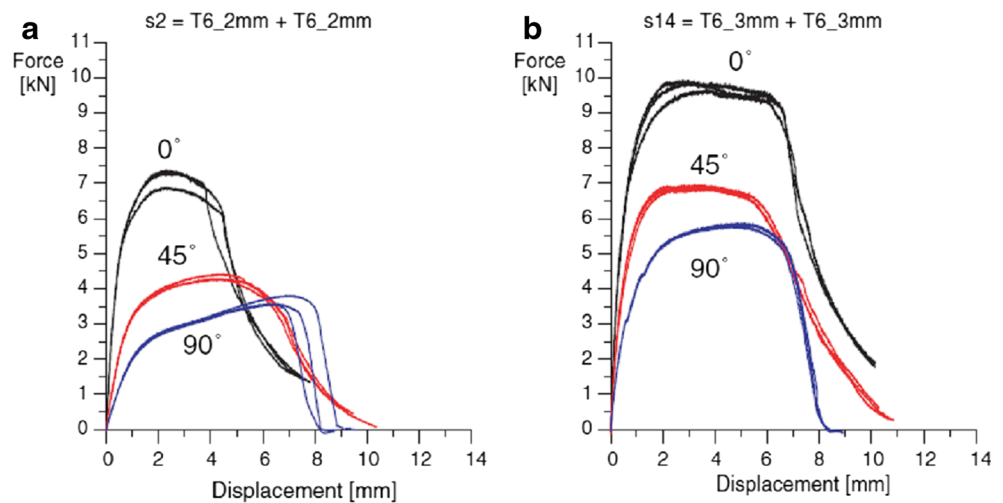 a
s2 = T6_2mm + T6_2mm
Force
[kN]
11
10
9
8
7
6
5
4
3
2
1
0
0°
45°
90°
0 2 4 6 8 10 12 14
Displacement [mm]
b
s14 = T6_3mm + T6_3mm
Force
[kN]
11
10
9
8
7
6
5
4
3
2
1
0
0°
45°
90°
0 2 4 6 8 10 12 14
Displacement [mm]